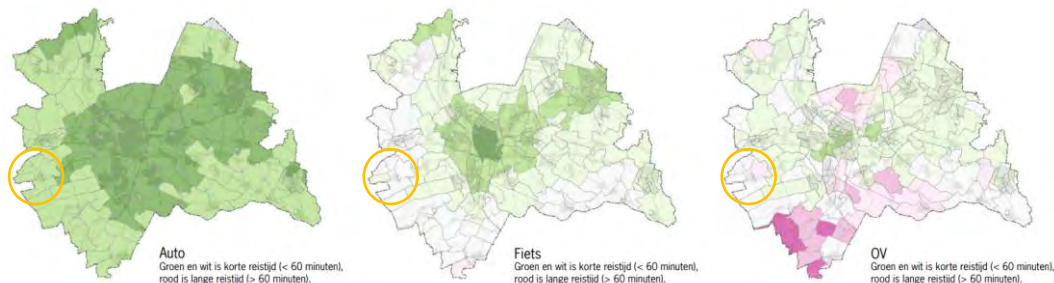 Auto
Groen en wit is korte reistijd (< 60 minuten),
rood is lange reistijd (> 60 minuten).
Fiets
Groen en wit is korte reistijd (< 60 minuten),
rood is lange reistijd (> 60 minuten).
OV
Groen en wit is korte reistijd (< 60 minuten),
rood is lange reistijd (> 60 minuten).